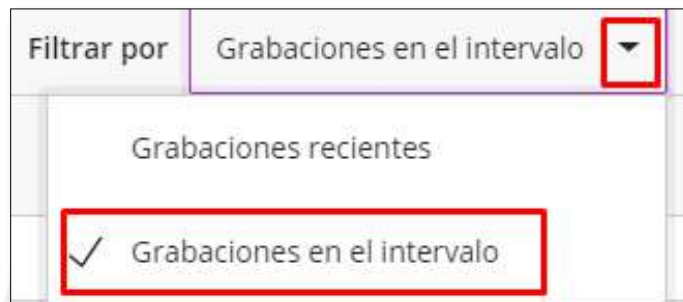 Filtrar por Grabaciones en el intervalo
Grabaciones recientes
Grabaciones en el intervalo